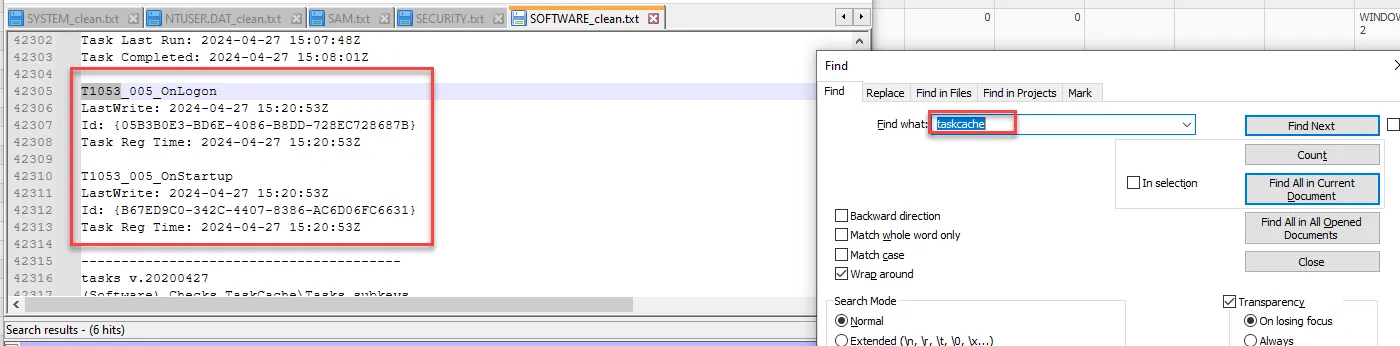 SYSTEM_clean.txt NTUSER.DAT_clean.txt SAM.txt SECURITY.txt SOFTWARE_clean.txt
42302 Task Last Run: 2024-04-27 15:07:48Z
42303 Task Completed: 2024-04-27 15:08:01Z
42304
42305 T1053_005_OnLogon
42306 LastWrite: 2024-04-27 15:20:53Z
42307 Id: {05B3B0E3-BD6E-4086-B8DD-728EC728687B}
42308 Task Reg Time: 2024-04-27 15:20:53Z
42309
42310 T1053_005_OnStartup
42311 LastWrite: 2024-04-27 15:20:53Z
42312 Id: {B67ED9C0-342C-4407-8386-AC6D06FC6631}
42313 Task Reg Time: 2024-04-27 15:20:53Z
42314
42315 ----------------------------------------
42316 tasks v.20200427
42317 (Software) Checks TaskCache\Tasks subkeys
Search results - (6 hits)
0 0 WINDOW
2
Find
Find Replace Find in Files Find in Projects Mark
Find what: taskcache Find Next
Count
In selection Find All in Current
Document
Backward direction Find All in All Opened
Documents
Match whole word only
Match case Close
Wrap around
Search Mode Transparency
Normal On losing focus
Extended (\n, \r, \t, \0, \x...) Always